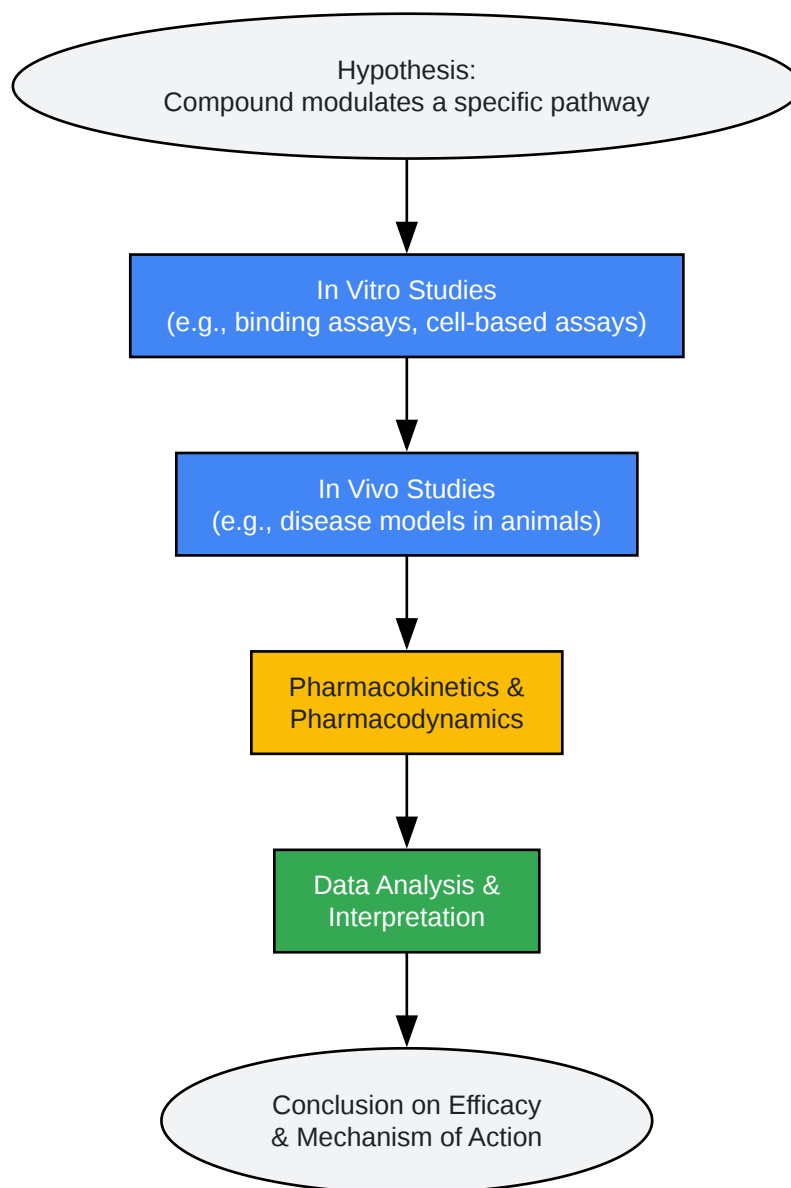 Hypothesis:
Compound modulates a specific pathway
In Vitro Studies
(e.g., binding assays, cell-based assays)
In Vivo Studies
(e.g., disease models in animals)
Pharmacokinetics &
Pharmacodynamics
Data Analysis &
Interpretation
Conclusion on Efficacy
& Mechanism of Action